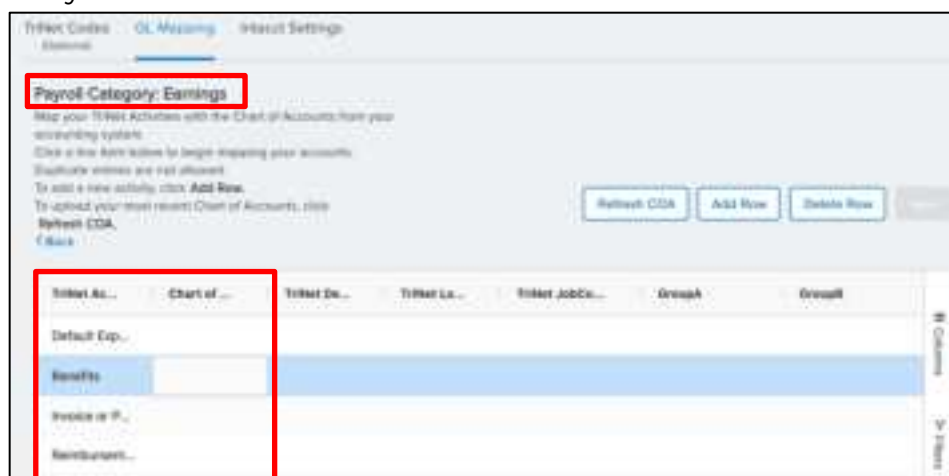 TriNet Codes GL Mapping Intacct Settings
Payroll Category: Earnings
Map your TriNet Activities with the Chart of Accounts from your
accounting system.
Click a line item below to begin mapping your accounts.
Duplicate entries are not allowed.
To add a new activity, click Add Row.
To upload your most recent Chart of Accounts, click
Refresh COA.
Back
Refresh COA Add Row Delete Row
TriNet Ac... Chart of ... TriNet De... TriNet Lo... TriNet JobCo... GroupA GroupB
Default Exp...
Benefits
Invoice or P...
Reimbursem...
Columns
Filters